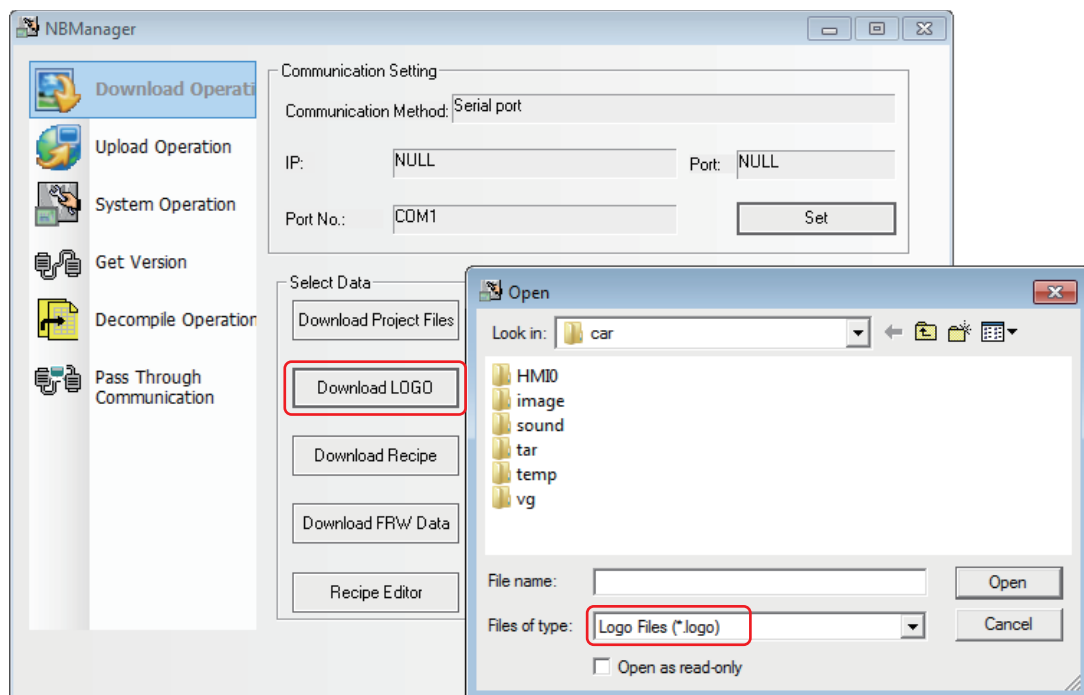 NBManager
Download Operati
Upload Operation
System Operation
Get Version
Decompile Operation
Pass Through
Communication
Communication Setting
Communication Method: Serial port
IP: NULL Port: NULL
Port No.: COM1 Set
Select Data
Download Project Files
Download LOGO
Download Recipe
Download FRW Data
Recipe Editor
Open
Look in: car
HMI0
image
sound
tar
temp
vg
File name: Open
Files of type: Logo Files (*.logo) Cancel
Open as read-only